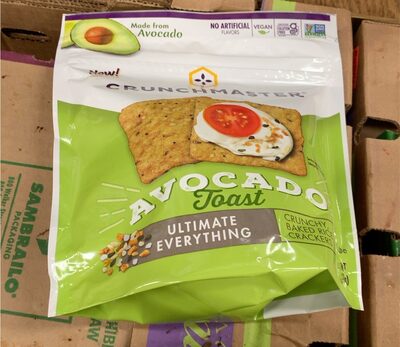 Made from
Avocado
NO ARTIFICIAL
FLAVORS
VEGAN
New!
CRUNCHMASTER
AVOCADO
Toast
ULTIMATE
EVERYTHING
CRUNCHY
BAKED RICE
CRACKERS
SAMBRAILO
PACKAGING